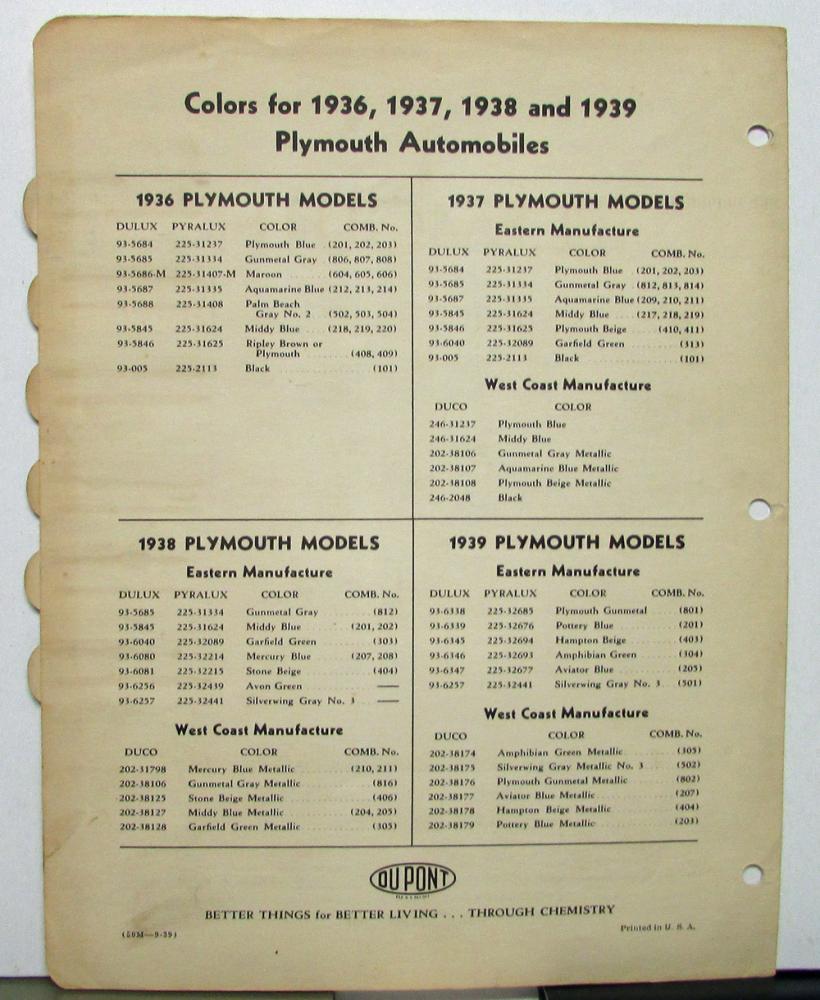 Colors for 1936, 1937, 1938 and 1939
Plymouth Automobiles
1936 PLYMOUTH MODELS
DULUX PYRALUX COLOR COMB. No.
93-5684 225-31237 Plymouth Blue (201, 202, 203)
93-5685 225-31334 Gunmetal Gray (806, 807, 808)
93-5686-M 225-31407-M Maroon (604, 605, 606)
93-5687 225-31335 Aquamarine Blue (212, 213, 214)
93-5688 225-31408 Palm Beach
Gray No. 2 (502, 503, 504)
93-5845 225-31624 Middy Blue (218, 219, 220)
93-5846 225-31625 Ripley Brown or
Plymouth (408, 409)
93-005 225-2113 Black (101)
1937 PLYMOUTH MODELS
Eastern Manufacture
DULUX PYRALUX COLOR COMB. No.
93-5684 225-31237 Plymouth Blue (201, 202, 203)
93-5685 225-31334 Gunmetal Gray (812, 813, 814)
93-5687 225-31335 Aquamarine Blue (209, 210, 211)
93-5845 225-31624 Middy Blue (217, 218, 219)
93-5846 225-31625 Plymouth Beige (410, 411)
93-6040 225-32089 Garfield Green (313)
93-005 225-2113 Black (101)
West Coast Manufacture
DUCO COLOR
246-31237 Plymouth Blue
246-31624 Middy Blue
202-38106 Gunmetal Gray Metallic
202-38107 Aquamarine Blue Metallic
202-38108 Plymouth Beige Metallic
246-2048 Black
1938 PLYMOUTH MODELS
Eastern Manufacture
DULUX PYRALUX COLOR COMB. No.
93-5685 225-31334 Gunmetal Gray (812)
93-5845 225-31624 Middy Blue (201, 202)
93-6040 225-32089 Garfield Green (303)
93-6080 225-32214 Mercury Blue (207, 208)
93-6081 225-32215 Stone Beige (404)
93-6256 225-32439 Avon Green ——
93-6257 225-32441 Silverwing Gray No. 3 ——
West Coast Manufacture
DUCO COLOR COMB. No.
202-31798 Mercury Blue Metallic (210, 211)
202-38106 Gunmetal Gray Metallic (816)
202-38125 Stone Beige Metallic (406)
202-38127 Middy Blue Metallic (204, 205)
202-38128 Garfield Green Metallic (305)
1939 PLYMOUTH MODELS
Eastern Manufacture
DULUX PYRALUX COLOR COMB. No.
93-6338 225-32685 Plymouth Gunmetal (801)
93-6339 225-32676 Pottery Blue (201)
93-6345 225-32694 Hampton Beige (403)
93-6346 225-32693 Amphibian Green (304)
93-6347 225-32677 Aviator Blue (205)
93-6257 225-32441 Silverwing Gray No. 3 (501)
West Coast Manufacture
DUCO COLOR COMB. No.
202-38174 Amphibian Green Metallic (305)
202-38175 Silverwing Gray Metallic No. 3 (502)
202-38176 Plymouth Gunmetal Metallic (802)
202-38177 Aviator Blue Metallic (207)
202-38178 Hampton Beige Metallic (404)
202-38179 Pottery Blue Metallic (203)
DU PONT
BETTER THINGS for BETTER LIVING . . . THROUGH CHEMISTRY
(50M—9-39) Printed in U. S. A.